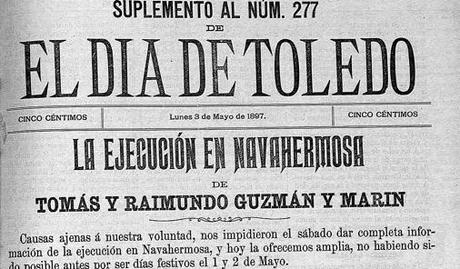 SUPLEMENTO AL NÚM. 277
DE
EL DIA DE TOLEDO
CINCO CÉNTIMOS Lunes 3 de Mayo de 1897. CINCO CÉNTIMOS
LA EJECUCIÓN EN NAVAHERMOSA
DE
TOMÁS Y RAIMUNDO GUZMÁN Y MARIN
Causas ajenas á nuestra voluntad, nos impidieron el sábado dar completa infor-
mación de la ejecución en Navahermosa, y hoy la ofrecemos amplia, no habiendo si-
do posible antes por ser días festivos el 1 y 2 de Mayo.